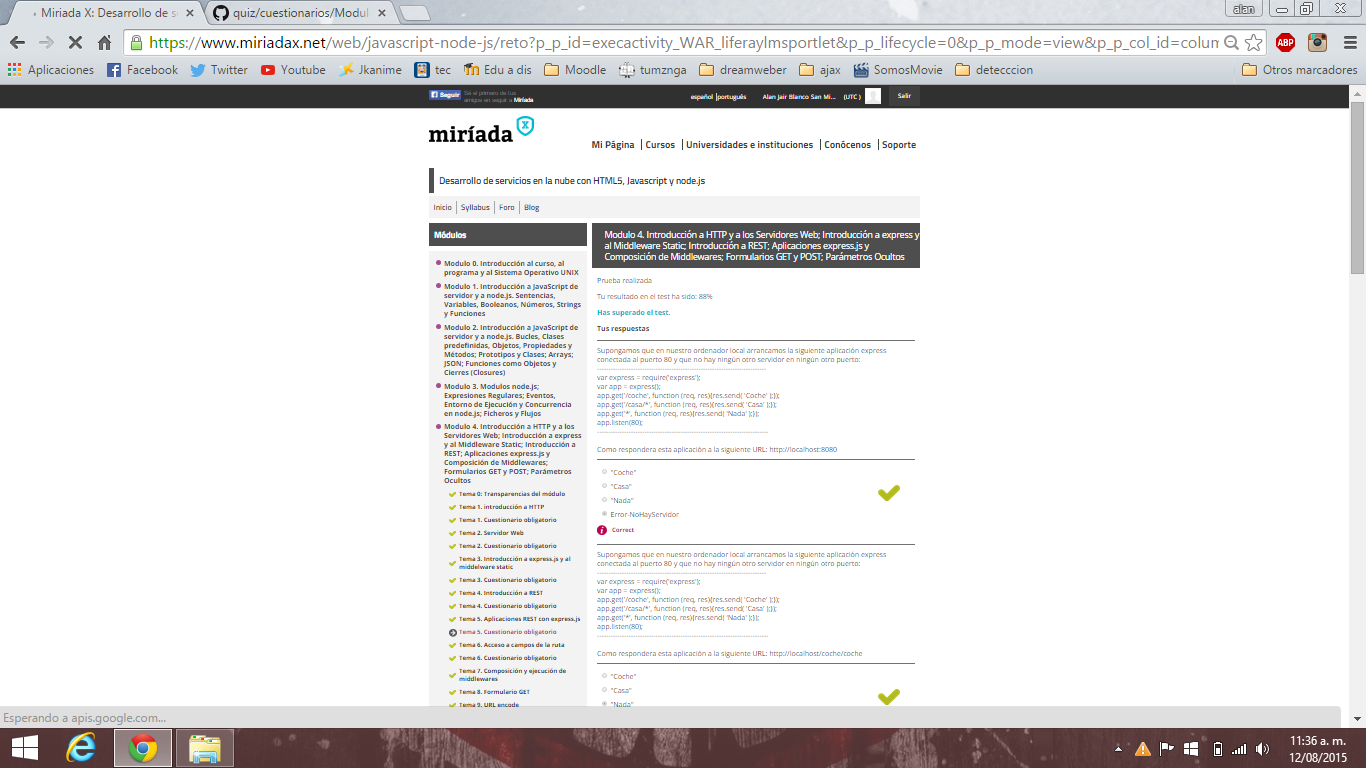 Miriada X: Desarrollo de s
quiz/cuestionarios/Modul
alan
https://www.miriadax.net/web/javascript-node-js/reto?p_p_id=execactivity_WAR_liferaylmsportlet&p_p_lifecycle=0&p_p_mode=view&p_p_col_id=colum
ABP
Aplicaciones
Facebook
Twitter
Youtube
Jkanime
tec
Edu a dis
Moodle
tumznga
dreamweber
ajax
SomosMovie
detecccion
Otros marcadores
Seguir
Sé el primero de tus
amigos en seguir a Miríada
español |portugués
Alan Jair Blanco San Mi...
(UTC )
Salir
miríada X
Mi Página
Cursos
Universidades e instituciones
Conócenos
Soporte
Desarrollo de servicios en la nube con HTML5, Javascript y node.js
Inicio
Syllabus
Foro
Blog
Módulos
Modulo 0. Introducción al curso, al
programa y al Sistema Operativo UNIX
Modulo 1. Introducción a JavaScript de
servidor y a node.js. Sentencias,
Variables, Booleanos, Números, Strings
y Funciones
Modulo 2. Introducción a JavaScript de
servidor y a node.js. Bucles, Clases
predefinidas, Objetos, Propiedades y
Métodos; Prototipos y Clases; Arrays;
JSON; Funciones como Objetos y
Cierres (Closures)
Modulo 3. Modulos node.js;
Expresiones Regulares; Eventos,
Entorno de Ejecución y Concurrencia
en node.js; Ficheros y Flujos
Modulo 4. Introducción a HTTP y a los
Servidores Web; Introducción a express
y al Middleware Static; Introducción a
REST; Aplicaciones express.js y
Composición de Middlewares;
Formularios GET y POST; Parámetros
Ocultos
Tema 0: Transparencias del módulo
Tema 1. introducción a HTTP
Tema 1. Cuestionario obligatorio
Tema 2. Servidor Web
Tema 2. Cuestionario obligatorio
Tema 3. Introducción a express.js y al
middelware static
Tema 3. Cuestionario obligatorio
Tema 4. Introducción a REST
Tema 4. Cuestionario obligatorio
Tema 5. Aplicaciones REST con express.js
Tema 5. Cuestionario obligatorio
Tema 6. Acceso a campos de la ruta
Tema 6. Cuestionario obligatorio
Tema 7. Composición y ejecución de
middlewares
Tema 8. Formulario GET
Tema 9. URL encode
Modulo 4. Introducción a HTTP y a los Servidores Web; Introducción a express y
al Middleware Static; Introducción a REST; Aplicaciones express.js y
Composición de Middlewares; Formularios GET y POST; Parámetros Ocultos
Prueba realizada
Tu resultado en el test ha sido: 88%
Has superado el test.
Tus respuestas
Supongamos que en nuestro ordenador local arrancamos la siguiente aplicación express
conectada al puerto 80 y que no hay ningún otro servidor en ningún otro puerto:
var express = require('express');
var app = express();
app.get('/coche', function (req, res){res.send( 'Coche' );});
app.get('/casa/*', function (req, res){res.send( 'Casa' );});
app.get('*', function (req, res){res.send( 'Nada' );});
app.listen(80);
Como respondera esta aplicación a la siguiente URL: http://localhost:8080
"Coche"
"Casa"
"Nada"
Error-NoHayServidor
Correct
Supongamos que en nuestro ordenador local arrancamos la siguiente aplicación express
conectada al puerto 80 y que no hay ningún otro servidor en ningún otro puerto:
var express = require('express');
var app = express();
app.get('/coche', function (req, res){res.send( 'Coche' );});
app.get('/casa/*', function (req, res){res.send( 'Casa' );});
app.get('*', function (req, res){res.send( 'Nada' );});
app.listen(80);
Como respondera esta aplicación a la siguiente URL: http://localhost/coche/coche
"Coche"
"Casa"
"Nada"
Esperando a apis.google.com...
11:36 a. m.
12/08/2015